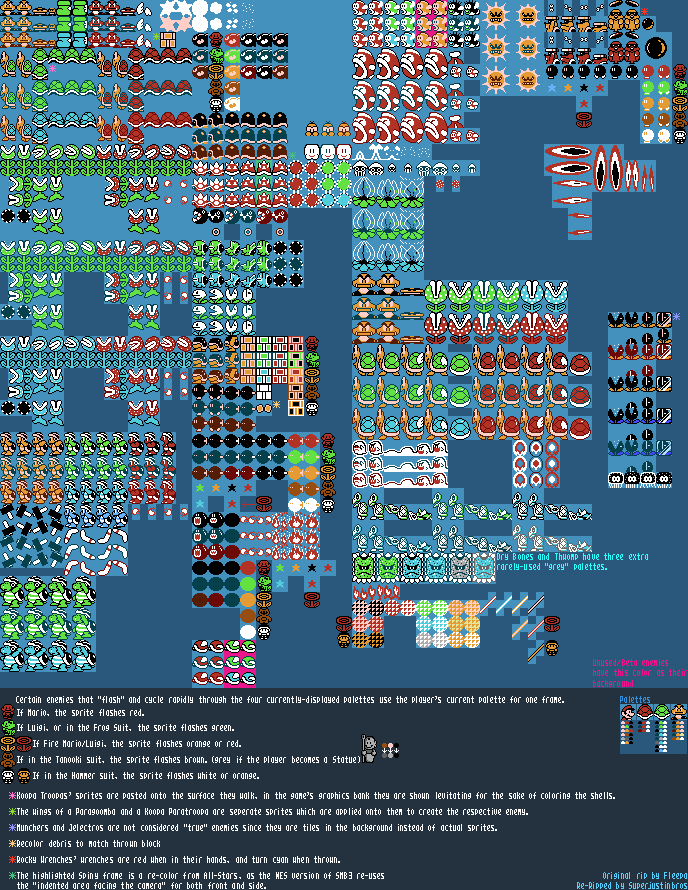 Dry Bones and Thwomp have three extra
rarely-used "grey" palettes.
Unused/Beta enemies
have this color as their
background
Certain enemies that "flash" and cycle rapidly through the four currently-displayed palettes use the player's current palette for one frame.
Palettes
If Mario, the sprite flashes red.
If Luigi, or in the Frog Suit, the sprite flashes green.
If Fire Mario/Luigi, the sprite flashes orange or red.
If in the Tanooki suit, the sprite flashes brown. (grey if the player becomes a Statue)
If in the Hammer suit, the sprite flashes white or orange.
Koopa Troopas' sprites are pasted onto the surface they walk, in the game's graphics bank they are shown levitating for the sake of coloring the shells.
The wings of a Paragoomba and a Koopa Paratroopa are seperate sprites which are applied onto them to create the respective enemy.
Munchers and Jelectros are not considered "true" enemies since they are tiles in the background instead of actual sprites.
Recolor debris to match thrown block
Rocky Wrenches' wrenches are red when in their hands, and turn cyan when thrown.
The highlighted Spiny frame is a re-color from All-Stars, as the NES version of SMB3 re-uses
the "indented area facing the camera" for both front and side.
Original rip by Fleepa
Re-Ripped by Superjustinbros